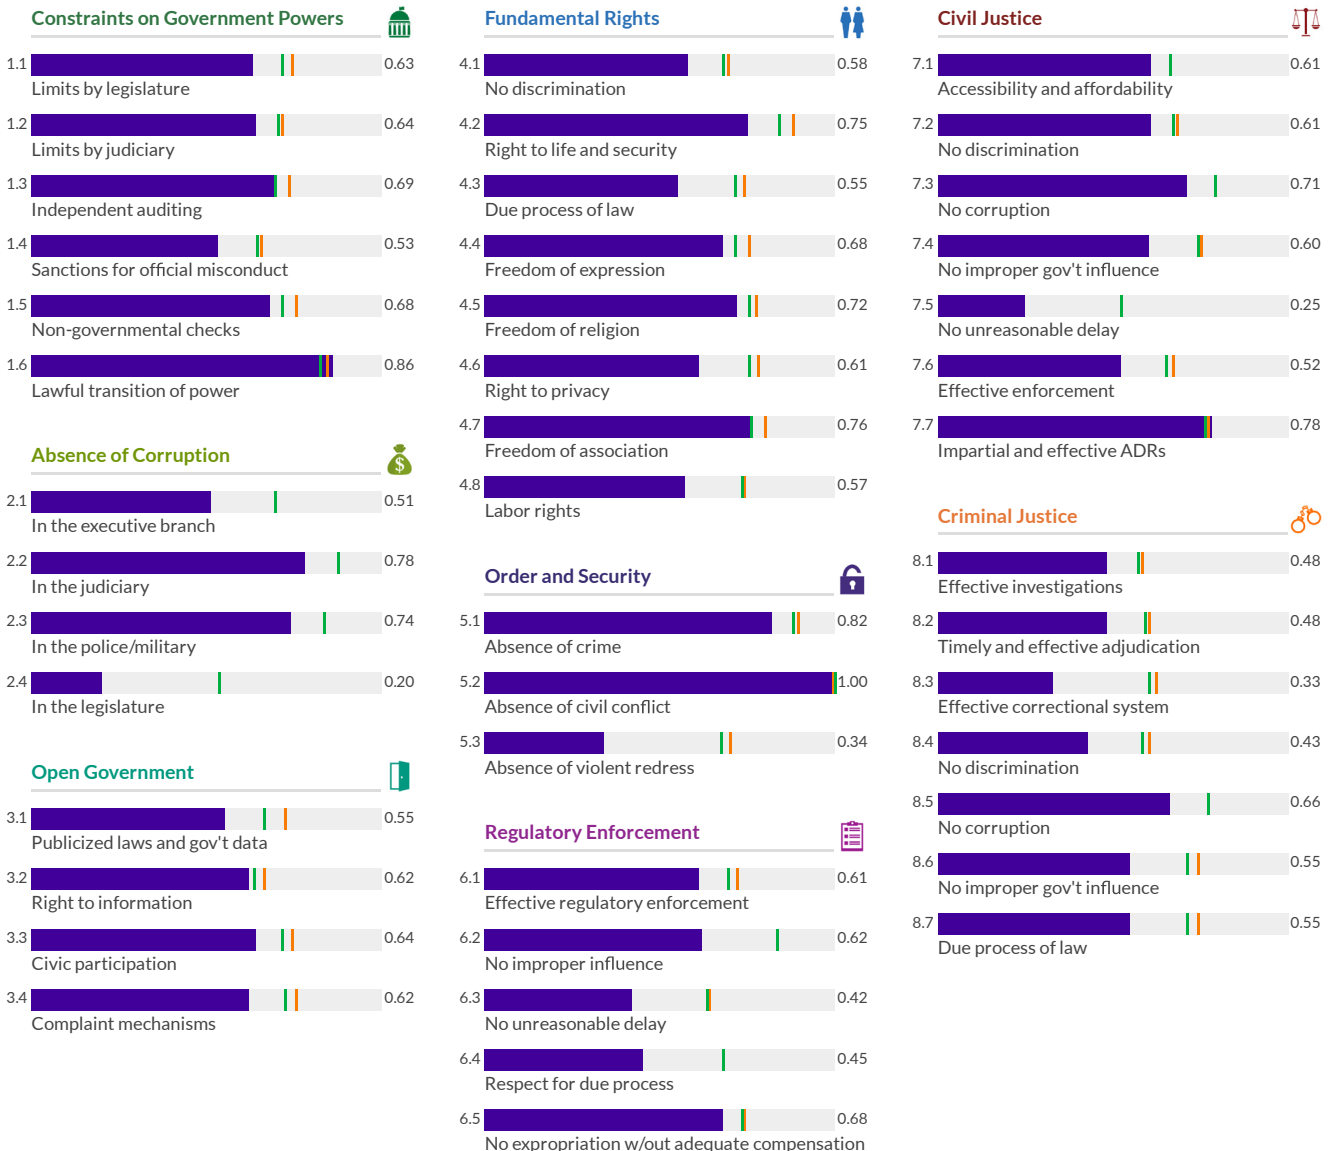 Constraints on Government Powers
1.1 0.63
Limits by legislature
1.2 0.64
Limits by judiciary
1.3 0.69
Independent auditing
1.4 0.53
Sanctions for official misconduct
1.5 0.68
Non-governmental checks
1.6 0.86
Lawful transition of power
Absence of Corruption
$
2.1 0.51
In the executive branch
2.2 0.78
In the judiciary
2.3 0.74
In the police/military
2.4 0.20
In the legislature
Open Government
3.1 0.55
Publicized laws and gov't data
3.2 0.62
Right to information
3.3 0.64
Civic participation
3.4 0.62
Complaint mechanisms
Fundamental Rights
4.1 0.58
No discrimination
4.2 0.75
Right to life and security
4.3 0.55
Due process of law
4.4 0.68
Freedom of expression
4.5 0.72
Freedom of religion
4.6 0.61
Right to privacy
4.7 0.76
Freedom of association
4.8 0.57
Labor rights
Order and Security
5.1 0.82
Absence of crime
5.2 1.00
Absence of civil conflict
5.3 0.34
Absence of violent redress
Regulatory Enforcement
6.1 0.61
Effective regulatory enforcement
6.2 0.62
No improper influence
6.3 0.42
No unreasonable delay
6.4 0.45
Respect for due process
6.5 0.68
No expropriation w/out adequate compensation
Civil Justice
7.1 0.61
Accessibility and affordability
7.2 0.61
No discrimination
7.3 0.71
No corruption
7.4 0.60
No improper gov't influence
7.5 0.25
No unreasonable delay
7.6 0.52
Effective enforcement
7.7 0.78
Impartial and effective ADRs
Criminal Justice
8.1 0.48
Effective investigations
8.2 0.48
Timely and effective adjudication
8.3 0.33
Effective correctional system
8.4 0.43
No discrimination
8.5 0.66
No corruption
8.6 0.55
No improper gov't influence
8.7 0.55
Due process of law